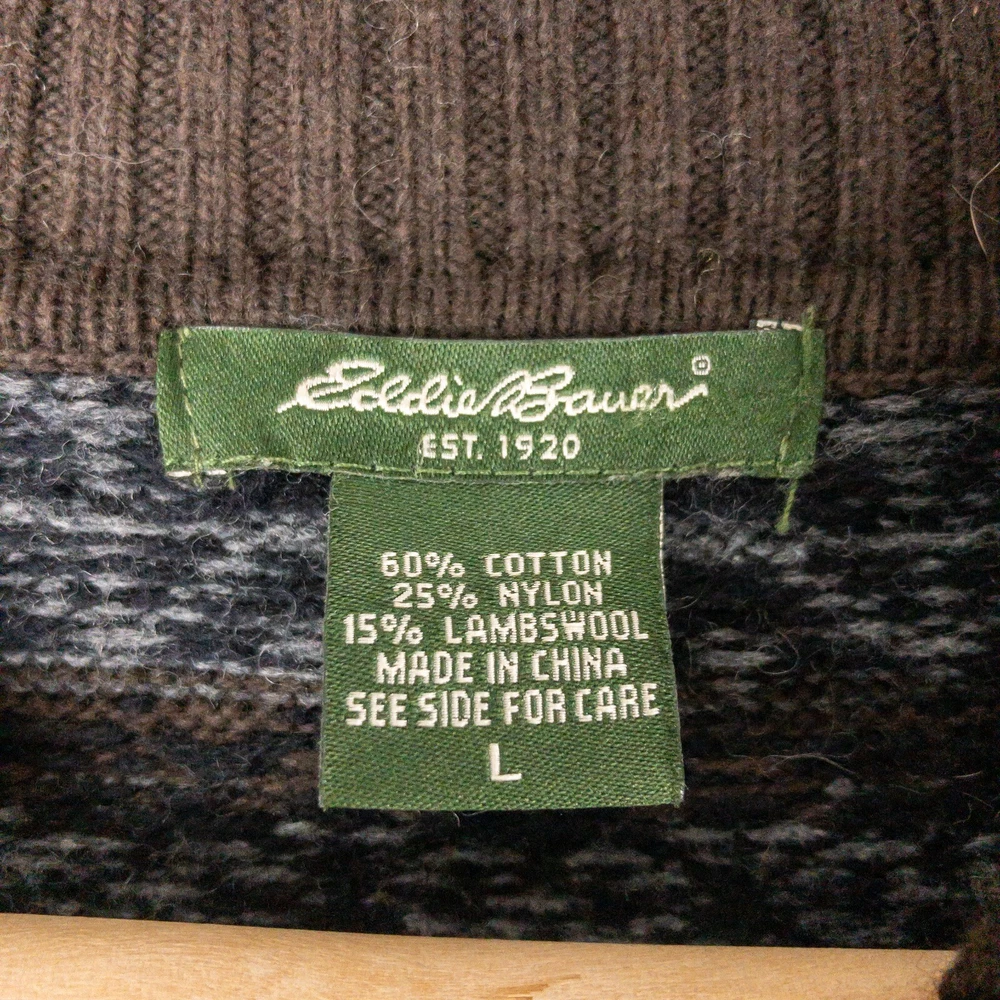 Eddie Bauer®
EST. 1920
60% COTTON
25% NYLON
15% LAMBSWOOL
MADE IN CHINA
SEE SIDE FOR CARE
L